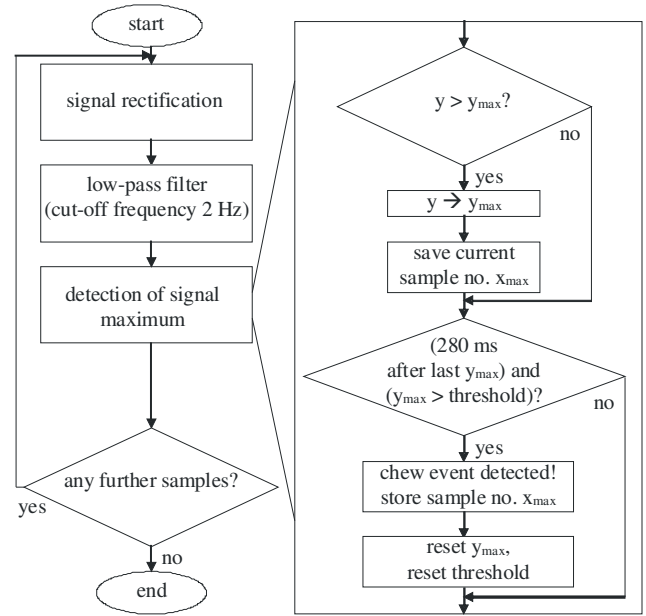 start
signal rectification
low-pass filter
(cut-off frequency 2 Hz)
detection of signal
maximum
any further samples?
yes
no
end
y > ymax?
no
yes
y → ymax
save current
sample no. xmax
(280 ms
after last ymax) and
(ymax > threshold)?
no
yes
chew event detected!
store sample no. xmax
reset ymax,
reset threshold